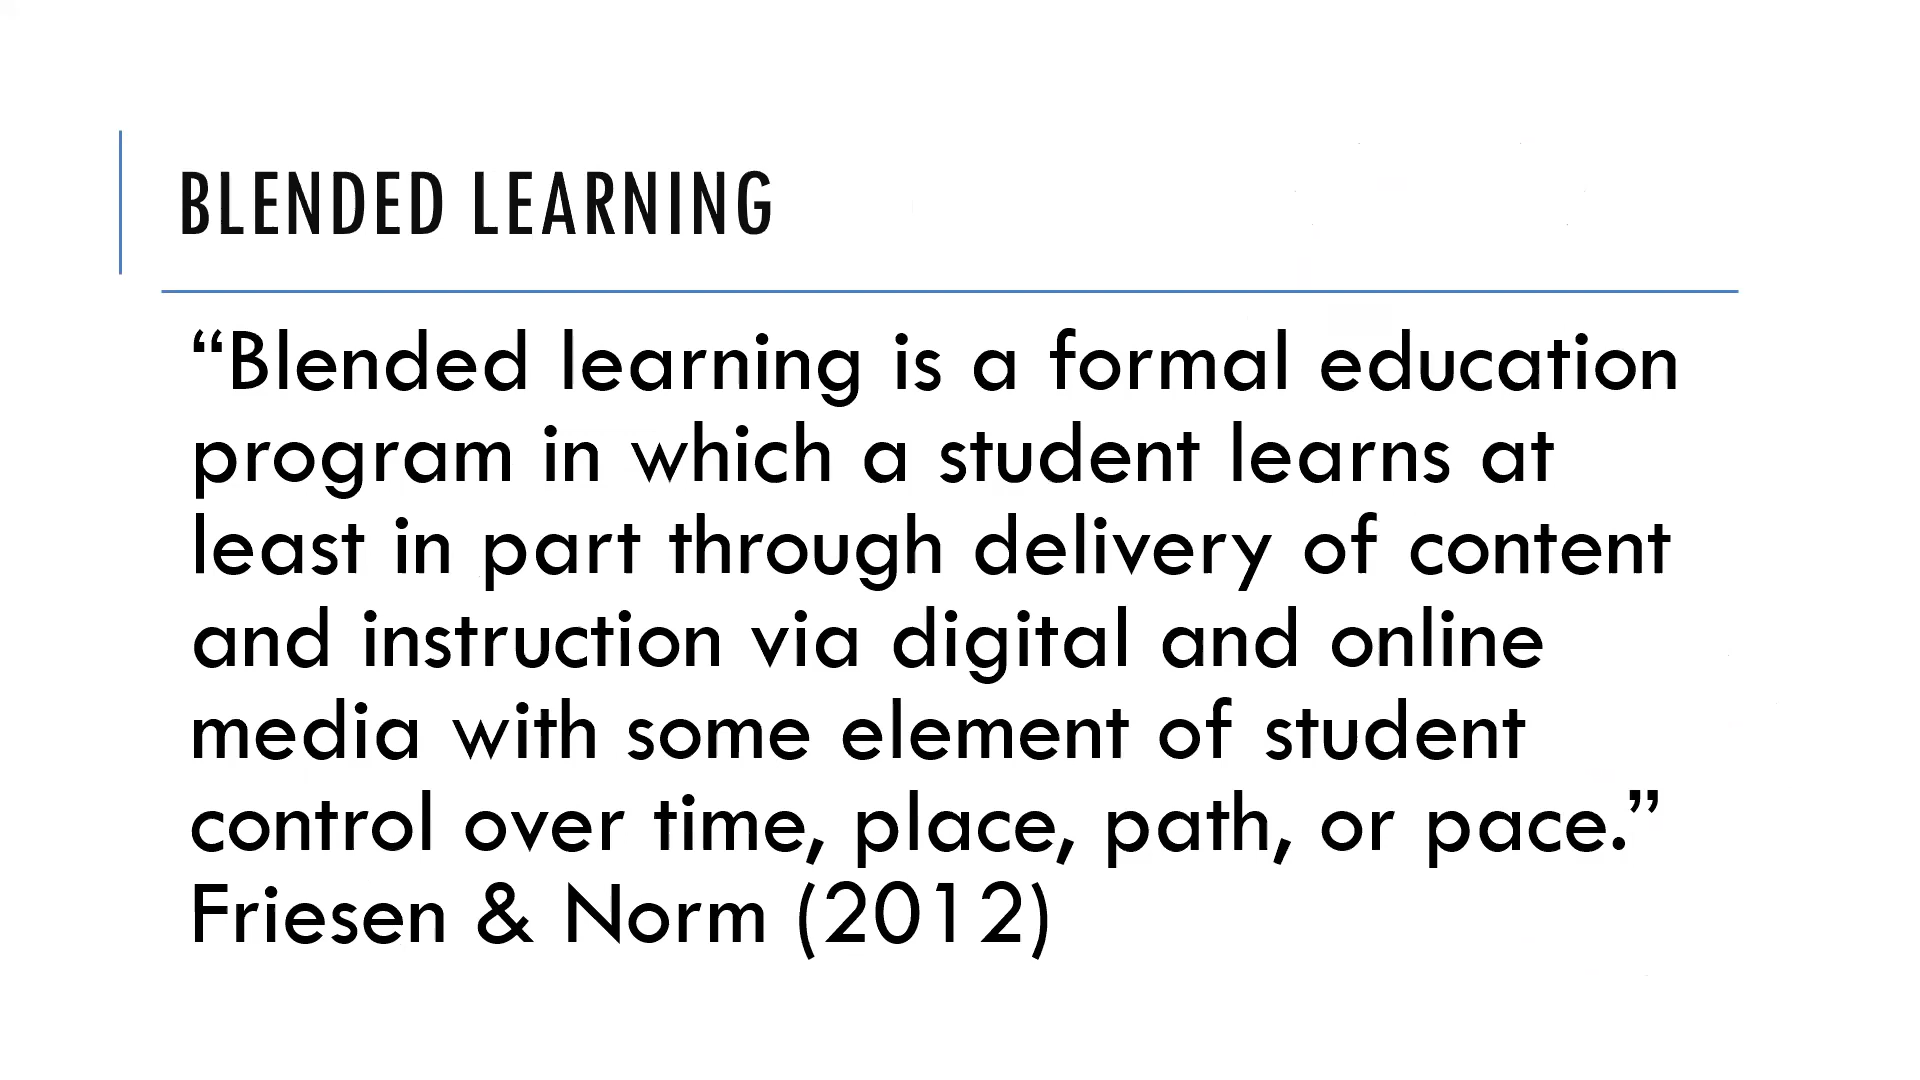 BLENDED LEARNING
“Blended learning is a formal education
program in which a student learns at
least in part through delivery of content
and instruction via digital and online
media with some element of student
control over time, place, path, or pace.”
Friesen & Norm (2012)